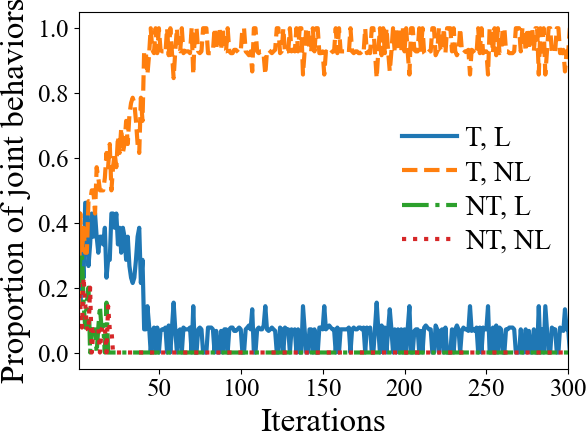 Proportion of joint behaviors
1.0
0.8
0.6
0.4
0.2
0.0
T, L
T, NL
NT, L
NT, NL
50 100 150 200 250 300
Iterations